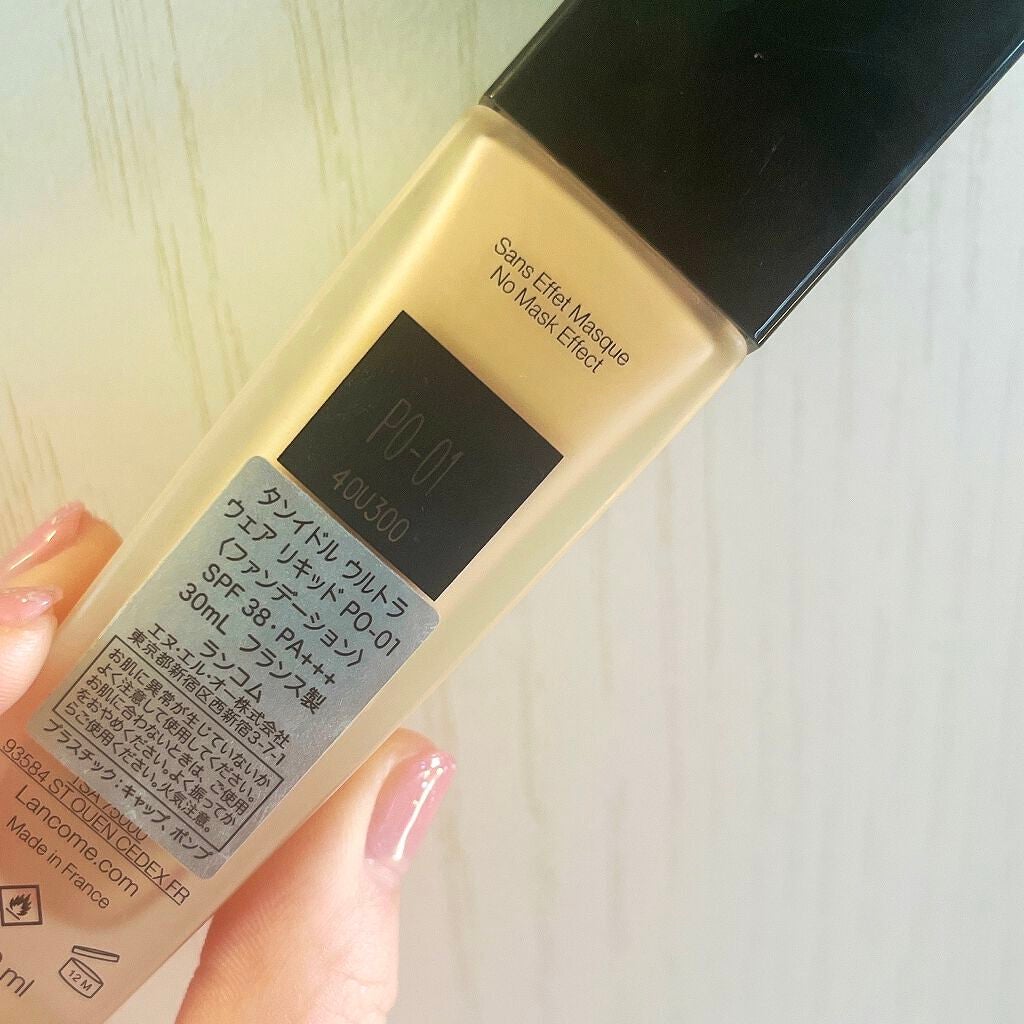 Sans Effet Masque
No Mask Effect
PO-01
40U300
タンイドル ウルトラ
ウェア リキッド PO-01
〈ファンデーション〉
SPF 38・PA+++
30mL フランス製
ランコム
エヌ・エル・オー株式会社
東京都新宿区西新宿3-7-1
お肌に異常が生じていないか
よく注意して使用してください。
お肌に合わないときは、ご使用
をおやめください。よく振ってか
らご使用ください。火気注意。
プラスチック：キャップ、ポンプ
TSA 75000
93584 ST OUEN CEDEX FR
Lancome.com
Made in France
12M
ml